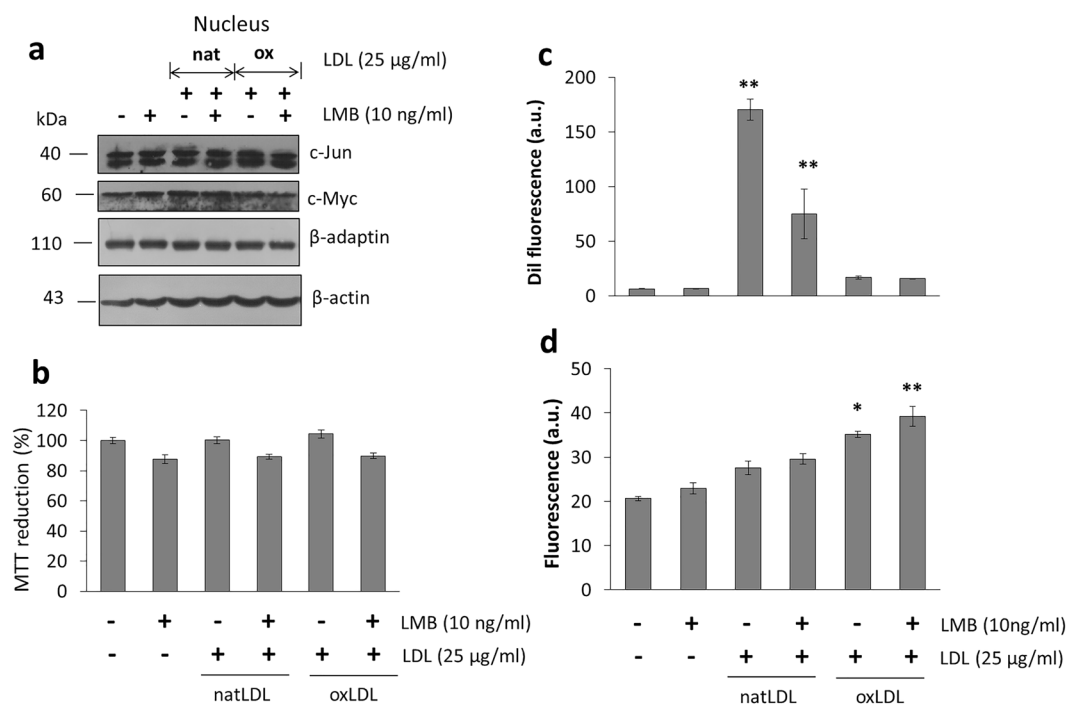 Nucleus
a
nat ox LDL (25 µg/ml)
+ + + +
kDa - + - + - + LMB (10 ng/ml)
40 c-Jun
60 c-Myc
110 β-adaptin
43 β-actin
b
MTT reduction (%)
120
100
80
60
40
20
0
- + - + - + LMB (10 ng/ml)
- - + + + + LDL (25 µg/ml)
natLDL oxLDL
c
DiI fluorescence (a.u.)
200
150
100
50
0
** **
d
Fluorescence (a.u.)
50
40
30
20
10
0
* **
- + - + - + LMB (10ng/ml)
- - + + + + LDL (25 µg/ml)
natLDL oxLDL